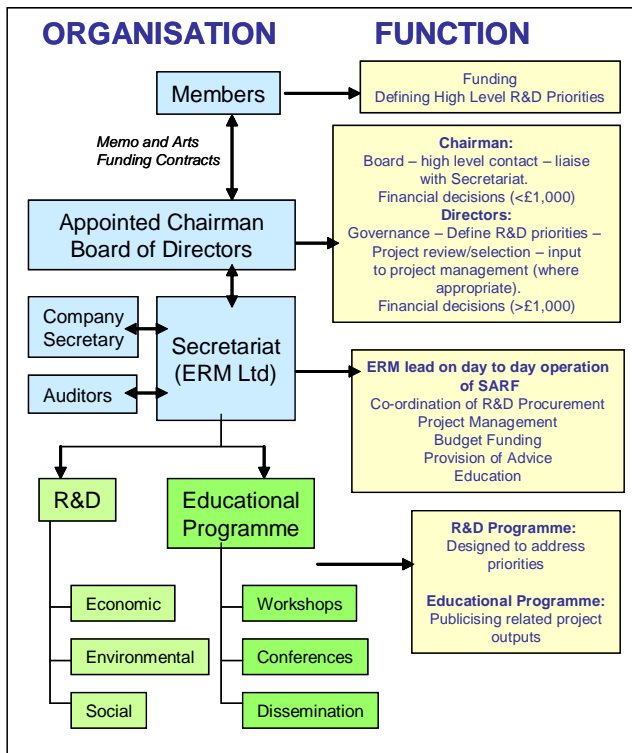 ORGANISATION
FUNCTION
Members
Funding
Defining High Level R&D Priorities
Memo and Arts
Funding Contracts
Chairman:
Board – high level contact – liaise
with Secretariat.
Financial decisions (<£1,000)
Directors:
Governance – Define R&D priorities –
Project review/selection – input
to project management (where
appropriate).
Financial decisions (>£1,000)
Appointed Chairman
Board of Directors
Company
Secretary
Secretariat
(ERM Ltd)
Auditors
ERM lead on day to day operation
of SARF
Co-ordination of R&D Procurement
Project Management
Budget Funding
Provision of Advice
Education
R&D
Educational
Programme
R&D Programme:
Designed to address
priorities
Educational Programme:
Publicising related project
outputs
Economic
Environmental
Social
Workshops
Conferences
Dissemination